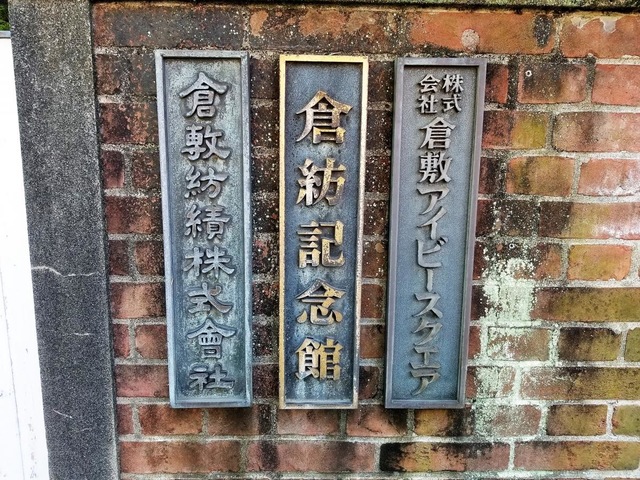 倉敷紡績株式會社
倉紡記念館
株式会社
倉敷アイビースクエア